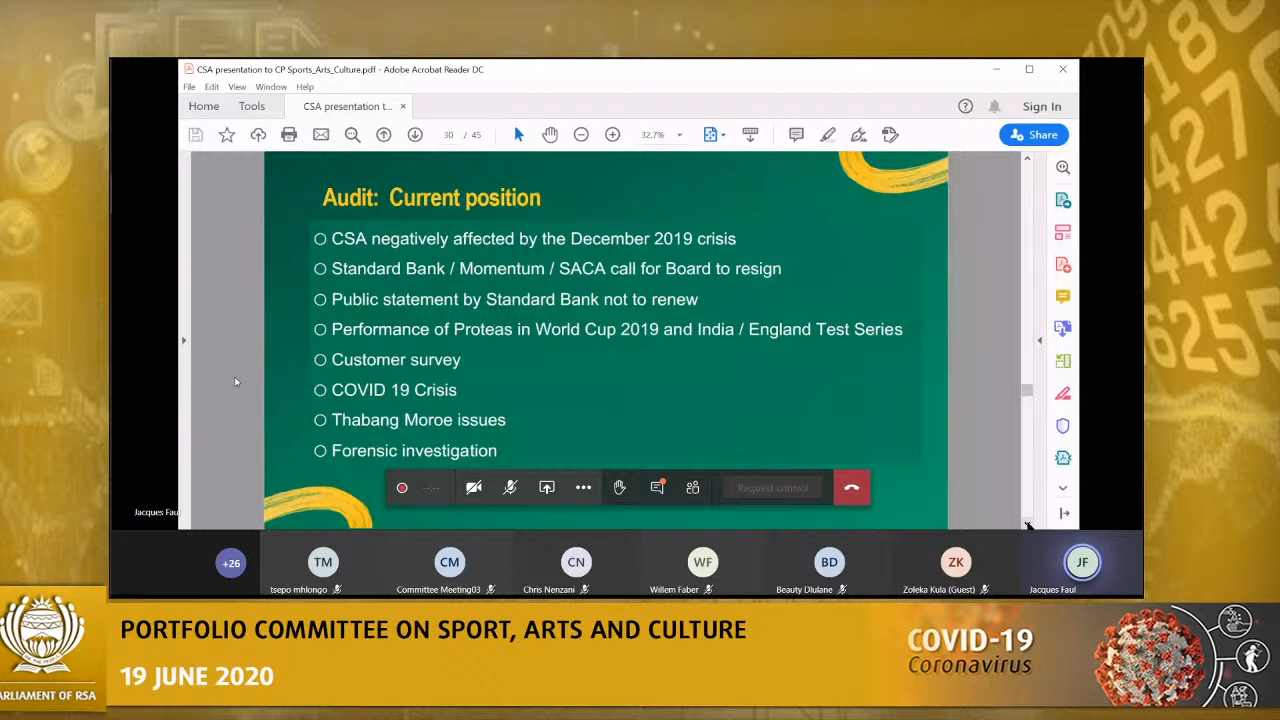 CSA presentation to CP Sports_Arts_Culture.pdf - Adobe Acrobat Reader DC
File Edit View Window Help
Home Tools CSA presentation t... × Sign In
30 / 45 32,7% Share
Audit: Current position
CSA negatively affected by the December 2019 crisis
Standard Bank / Momentum / SACA call for Board to resign
Public statement by Standard Bank not to renew
Performance of Proteas in World Cup 2019 and India / England Test Series
Customer survey
COVID 19 Crisis
Thabang Moroe issues
Forensic investigation
--:-- Request control
Jacques Faul
+26 TM CM CN WF BD ZK JF
tsepo mhlongo Committee Meeting03 Chris Nenzani Willem Faber Beauty Dlulane Zoleka Kula (Guest) Jacques Faul
PORTFOLIO COMMITTEE ON SPORT, ARTS AND CULTURE
19 JUNE 2020
COVID-19
Coronavirus
ARLIAMENT OF RSA